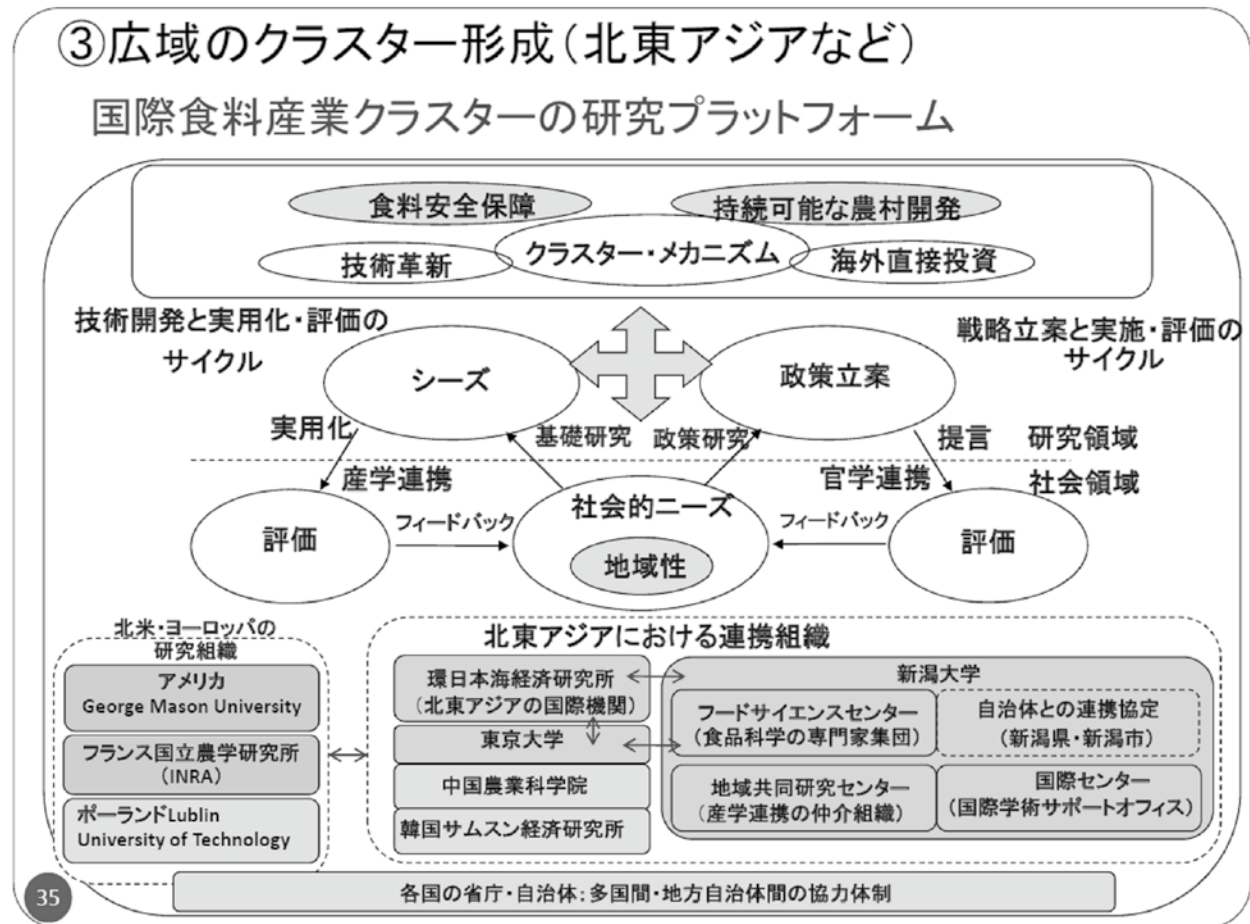 ③広域のクラスター形成(北東アジアなど)
国際食料産業クラスターの研究プラットフォーム
食料安全保障
持続可能な農村開発
クラスター・メカニズム
技術革新
海外直接投資
技術開発と実用化・評価の
サイクル
戦略立案と実施・評価の
サイクル
シーズ
政策立案
実用化
基礎研究
政策研究
提言
研究領域
産学連携
官学連携
社会領域
評価
フィードバック
社会的ニーズ
地域性
フィードバック
評価
北米・ヨーロッパの
研究組織
アメリカ
George Mason University
フランス国立農学研究所
(INRA)
ポーランドLublin
University of Technology
北東アジアにおける連携組織
環日本海経済研究所
(北東アジアの国際機関)
東京大学
中国農業科学院
韓国サムスン経済研究所
新潟大学
フードサイエンスセンター
(食品科学の専門家集団)
自治体との連携協定
(新潟県・新潟市)
地域共同研究センター
(産学連携の仲介組織)
国際センター
(国際学術サポートオフィス)
各国の省庁・自治体:多国間・地方自治体間の協力体制
35